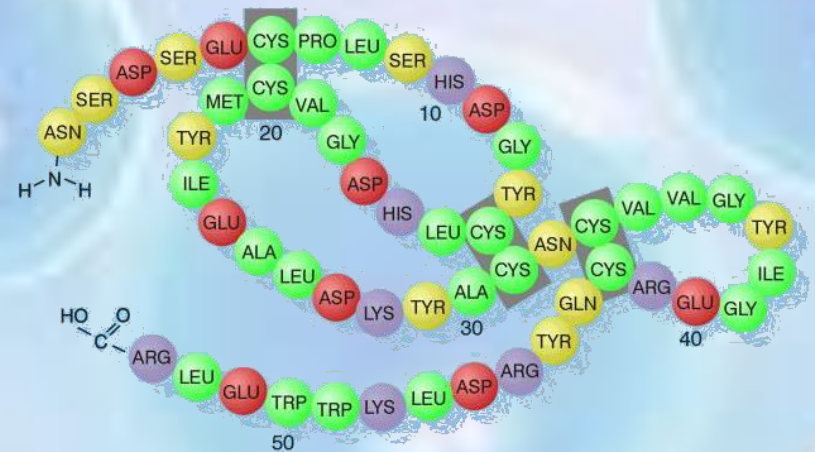 H
N
H
ASN
SER
ASP
SER
GLU
CYS
PRO
LEU
SER
HIS
10
ASP
GLY
TYR
CYS
LEU
HIS
ASP
GLY
VAL
CYS
20
MET
TYR
ILE
GLU
ALA
LEU
ASP
LYS
TYR
ALA
30
CYS
ASN
CYS
VAL
VAL
GLY
TYR
ILE
GLY
GLU
40
ARG
CYS
GLN
TYR
ARG
ASP
LEU
LYS
TRP
TRP
50
GLU
LEU
ARG
C
O
HO